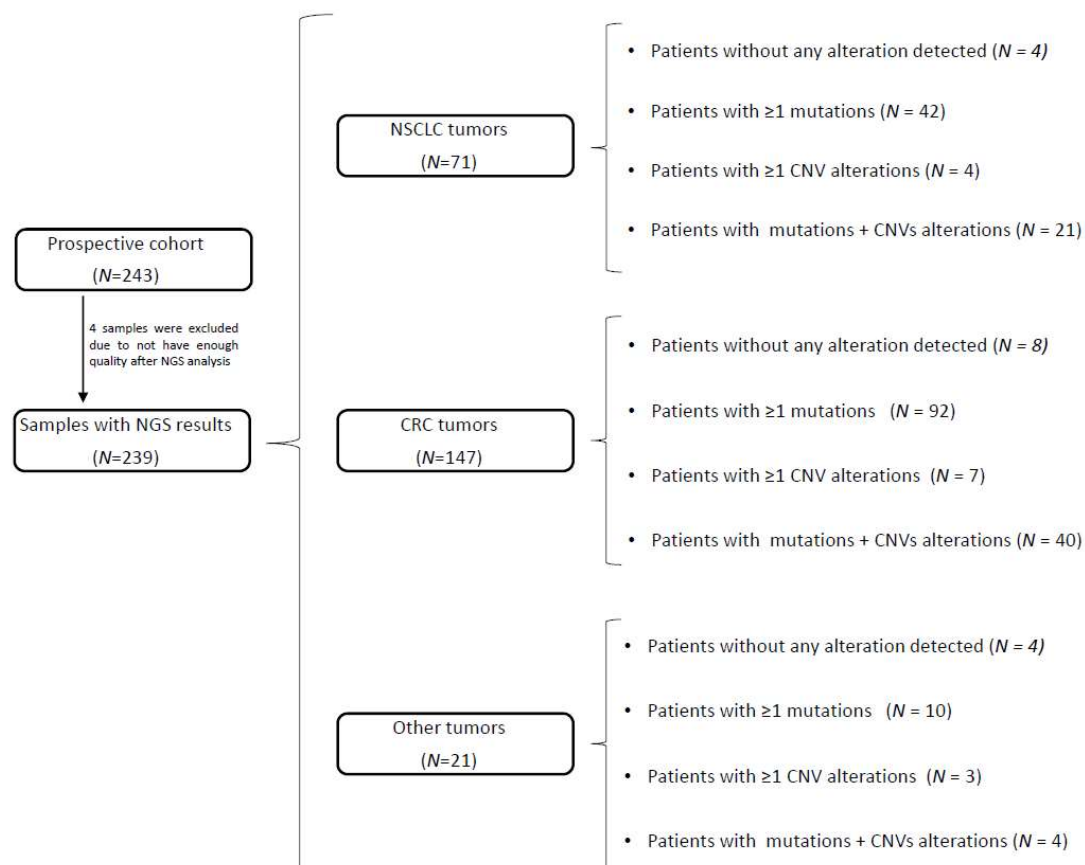 Prospective cohort
(N=243)
4 samples were excluded
due to not have enough
quality after NGS analysis
Samples with NGS results
(N=239)
NSCLC tumors
(N=71)
• Patients without any alteration detected (N = 4)
• Patients with ≥1 mutations (N = 42)
• Patients with ≥1 CNV alterations (N = 4)
• Patients with mutations + CNVs alterations (N = 21)
CRC tumors
(N=147)
• Patients without any alteration detected (N = 8)
• Patients with ≥1 mutations (N = 92)
• Patients with ≥1 CNV alterations (N = 7)
• Patients with mutations + CNVs alterations (N = 40)
Other tumors
(N=21)
• Patients without any alteration detected (N = 4)
• Patients with ≥1 mutations (N = 10)
• Patients with ≥1 CNV alterations (N = 3)
• Patients with mutations + CNVs alterations (N = 4)